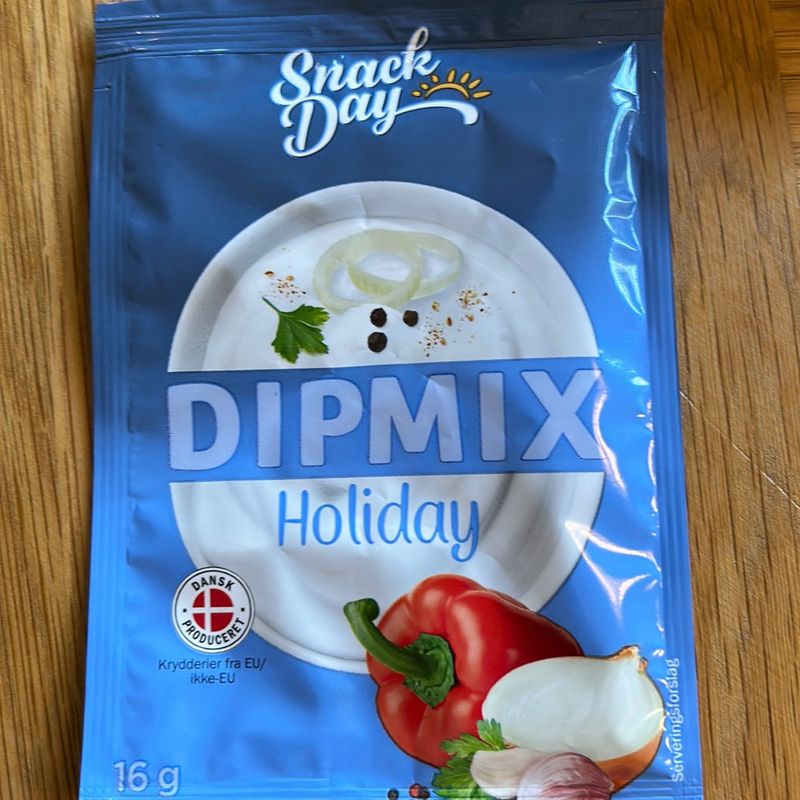 Snack
Day
DIPMIX
Holiday
DANSK
PRODUCERET
Krydderier fra EU/
ikke-EU
16 g
Serveringsforslag